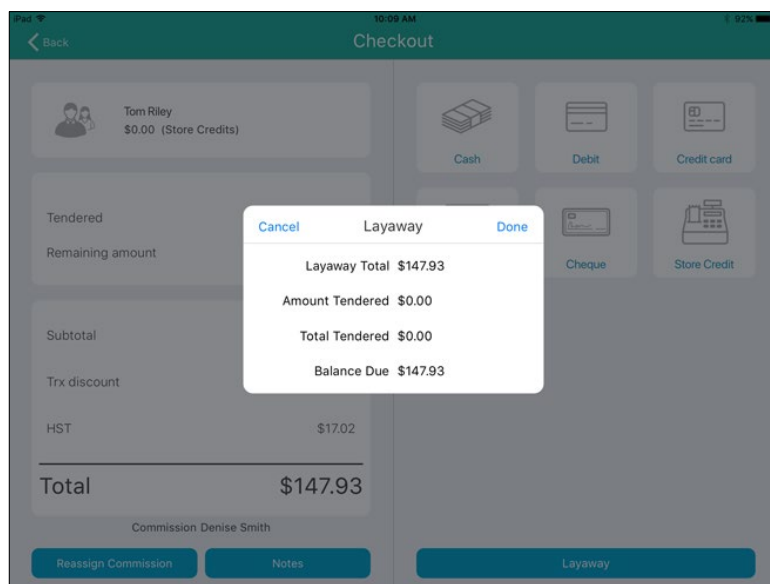 iPad 10:09 AM 92%
Back Checkout
Tom Riley
$0.00 (Store Credits)
Cash Debit Credit card
Tendered
Remaining amount
Cheque Store Credit
Cancel Layaway Done
Layaway Total $147.93
Amount Tendered $0.00
Total Tendered $0.00
Balance Due $147.93
Subtotal
Trx discount
HST $17.02
Total $147.93
Commission Denise Smith
Reassign Commission Notes Layaway